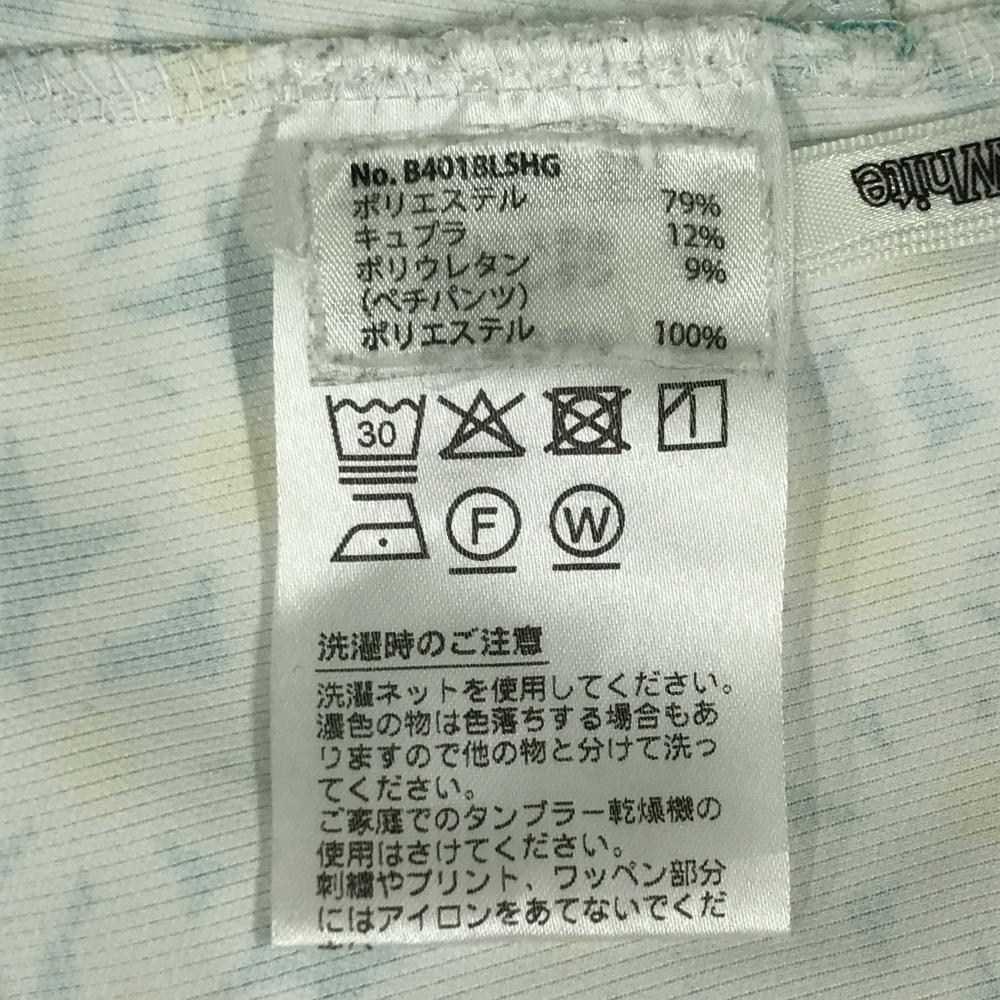 No. B4018LSHG
ポリエステル 79%
キュプラ 12%
ポリウレタン 9%
(ペチパンツ)
ポリエステル 100%
White
30
F W
洗濯時のご注意
洗濯ネットを使用してください。
濃色の物は色落ちする場合もあ
りますので他の物と分けて洗っ
てください。
ご家庭でのタンブラー乾燥機の
使用はさけてください。
刺繍やプリント、ワッペン部分
にはアイロンをあてないでくだ